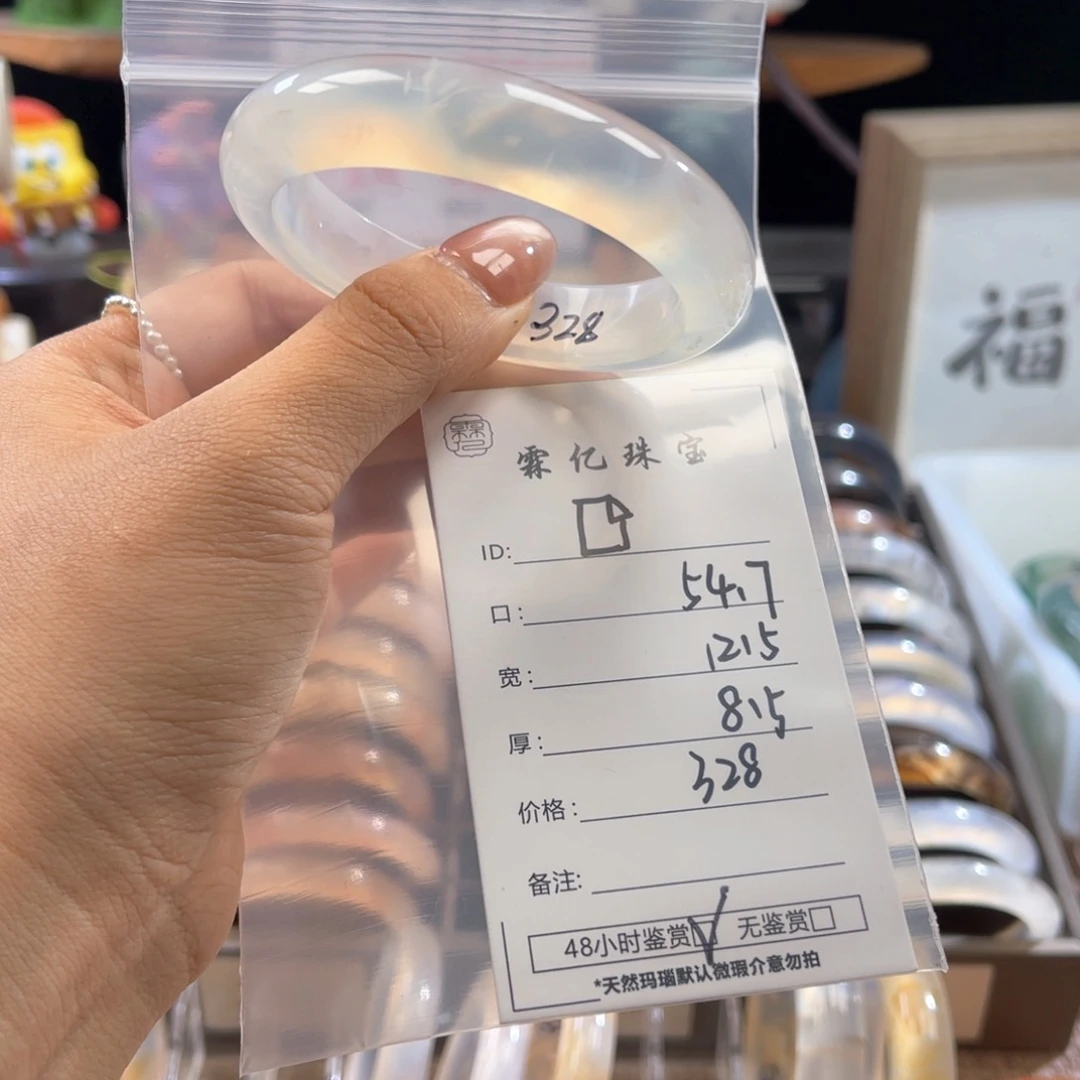 328
福
霖亿珠宝
ID:
口: 54.7
宽: 12.5
厚: 8.5
价格: 328
备注:
48小时鉴赏☑ 无鉴赏☐
*天然玛瑙默认微瑕介意勿拍